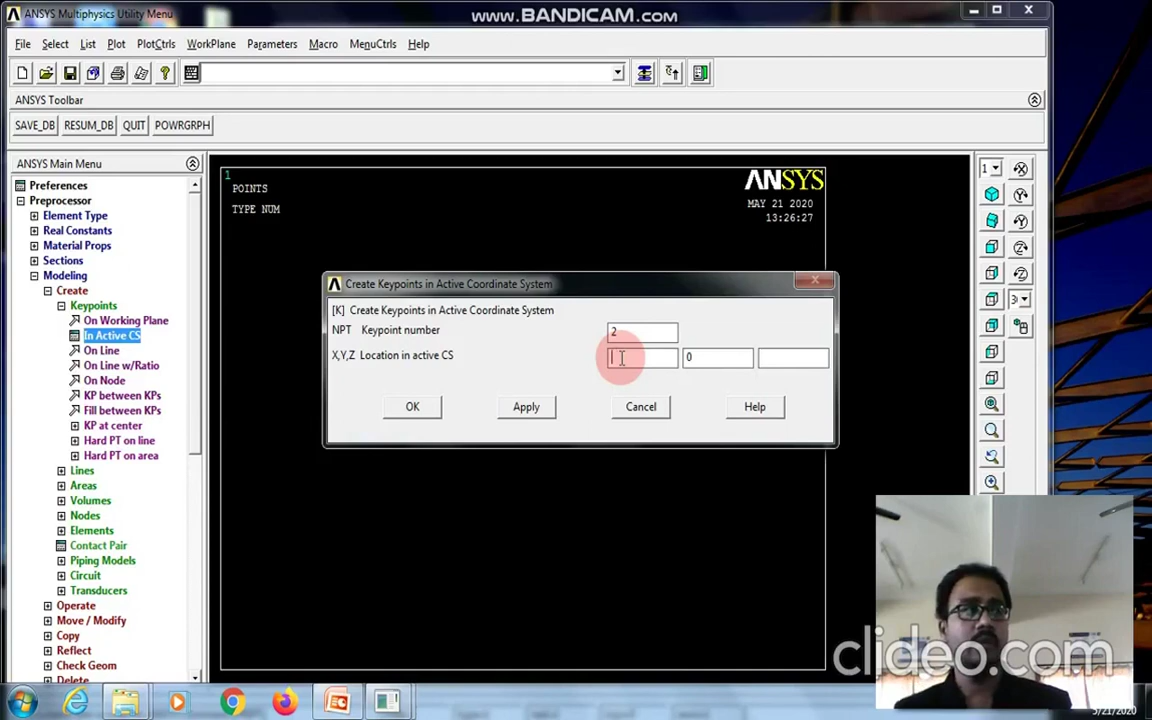 ANSYS Multiphysics Utility Menu
www.BANDICAM.com
File Select List Plot PlotCtrls WorkPlane Parameters Macro MenuCtrls Help
ANSYS Toolbar
SAVE_DB RESUM_DB QUIT POWRGRPH
ANSYS Main Menu
Preferences
Preprocessor
Element Type
Real Constants
Material Props
Sections
Modeling
Create
Keypoints
On Working Plane
In Active CS
On Line
On Line w/Ratio
On Node
KP between KPs
Fill between KPs
KP at center
Hard PT on line
Hard PT on area
Lines
Areas
Volumes
Nodes
Elements
Contact Pair
Piping Models
Circuit
Transducers
Operate
Move / Modify
Copy
Reflect
Check Geom
Delete
1
POINTS
TYPE NUM
ANSYS
MAY 21 2020
13:26:27
Create Keypoints in Active Coordinate System
[K] Create Keypoints in Active Coordinate System
NPT Keypoint number 2
X,Y,Z Location in active CS 0
OK Apply Cancel Help
1
3
clideo.com
5/21/2020